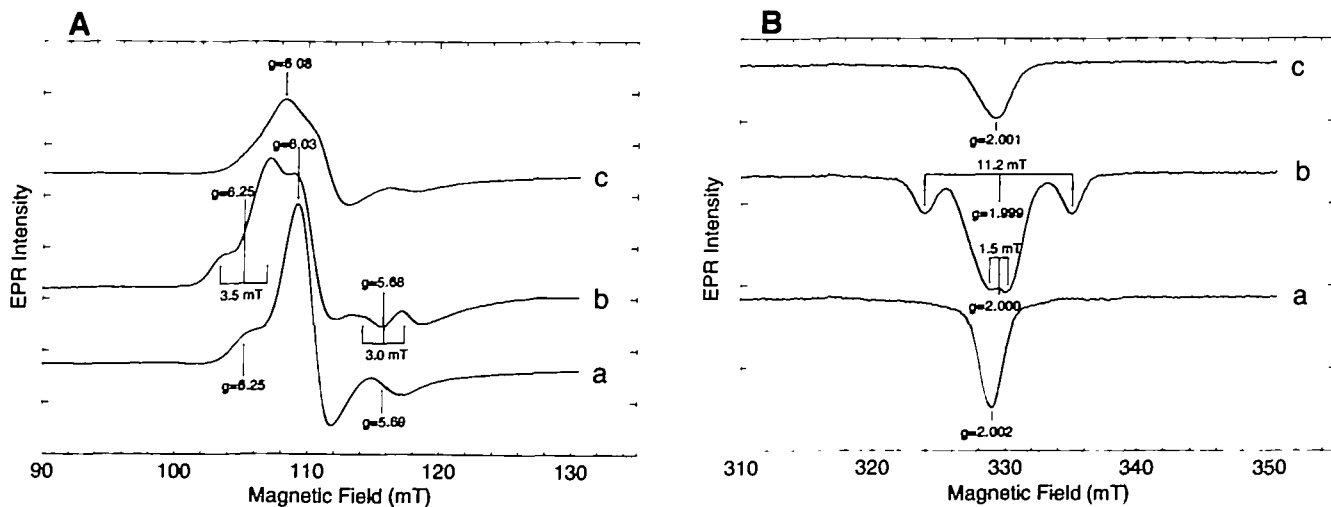 A
g=6.08
g=6.03
c
g=6.25
3.5 mT
g=5.68
b
3.0 mT
g=6.25
a
g=5.69
EPR Intensity
90 100 110 120 130
Magnetic Field (mT)
B
c
g=2.001
11.2 mT
b
g=1.999
1.5 mT
g=2.000
a
g=2.002
EPR Intensity
310 320 330 340 350
Magnetic Field (mT)